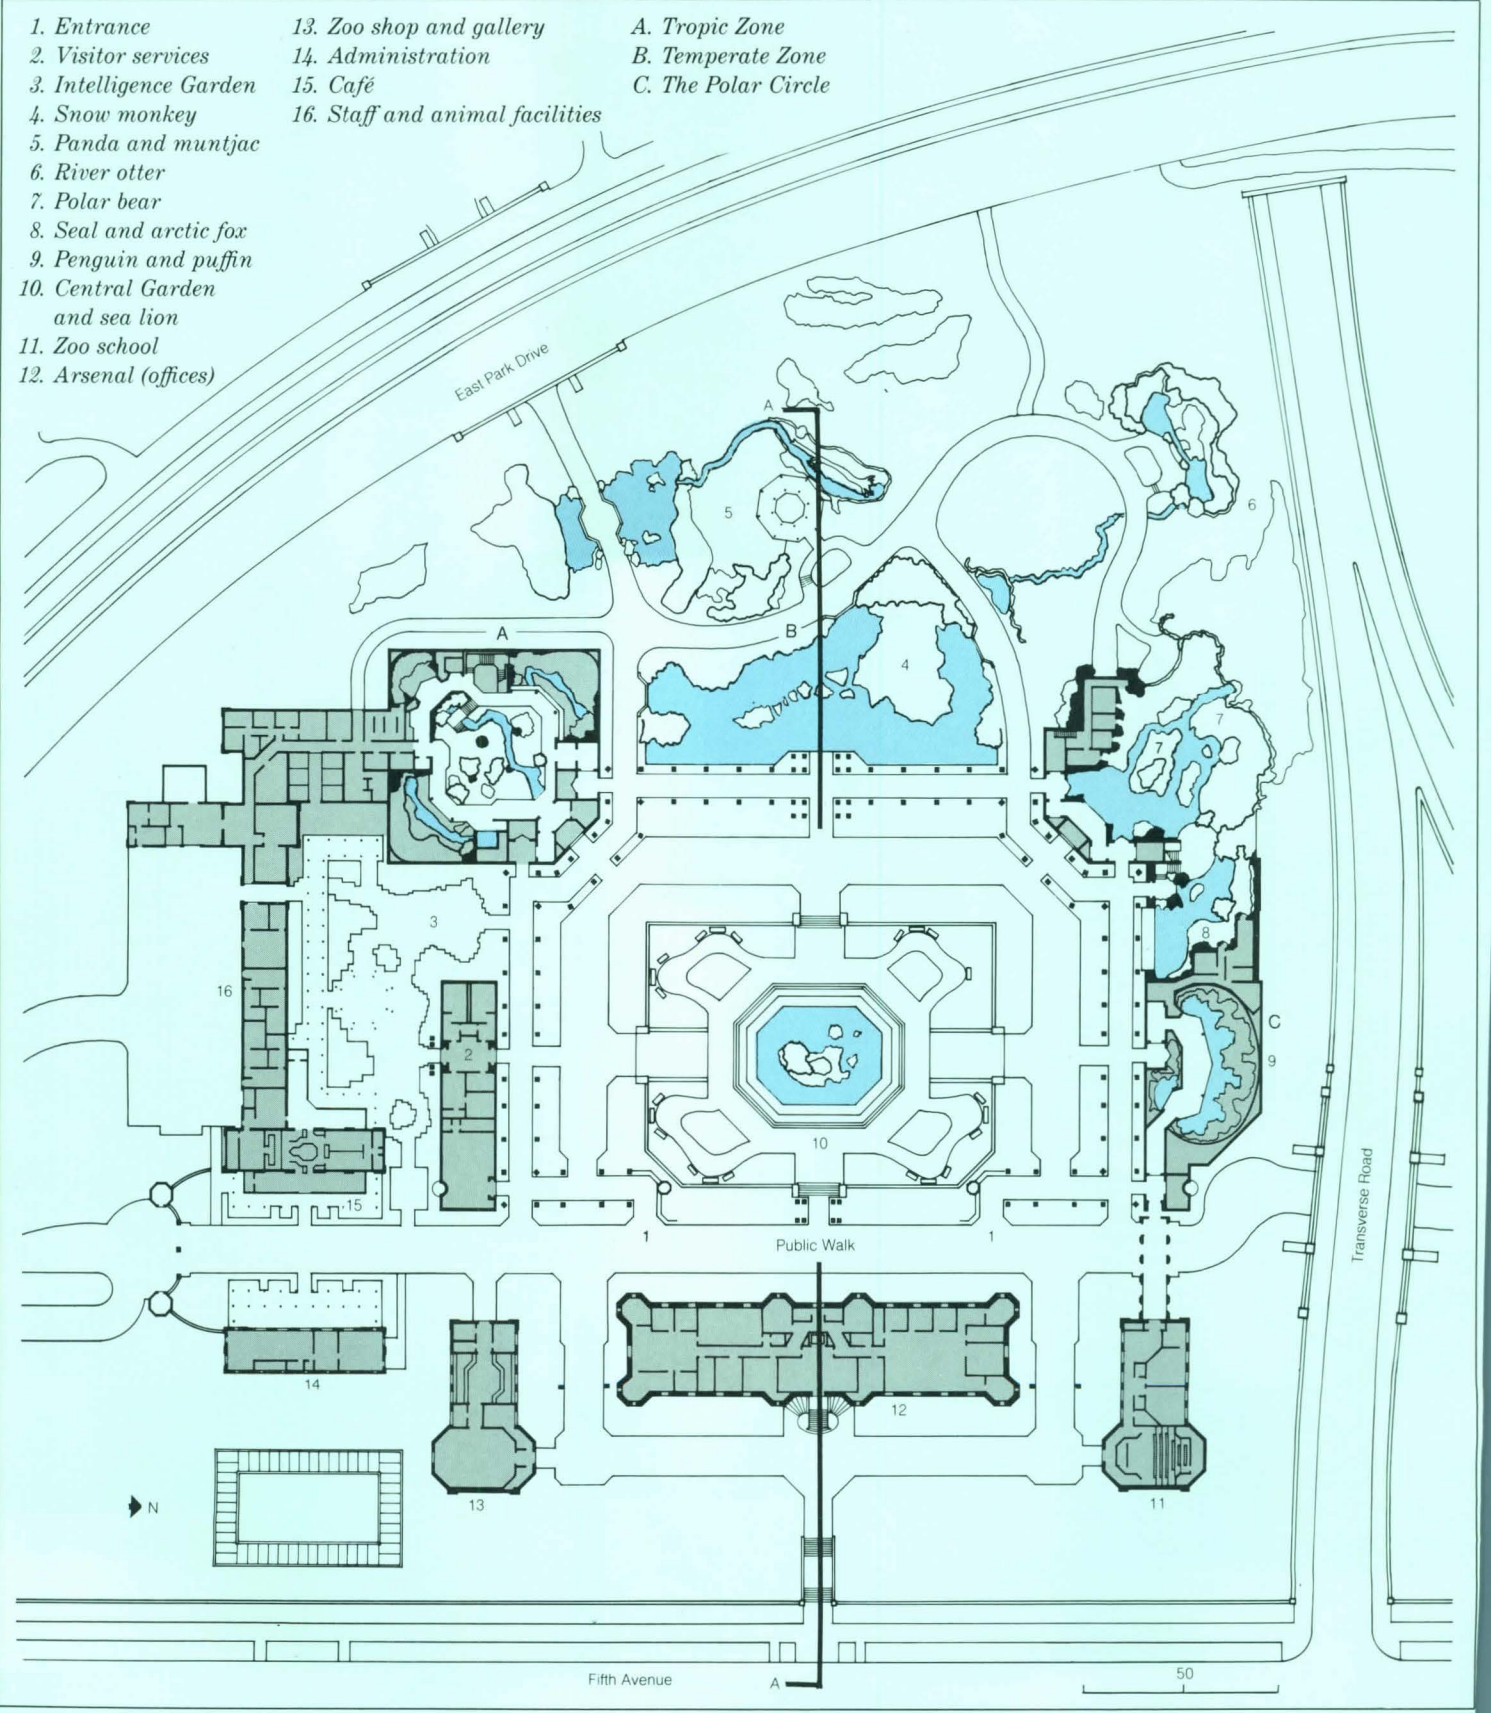 1. Entrance
2. Visitor services
3. Intelligence Garden
4. Snow monkey
5. Panda and muntjac
6. River otter
7. Polar bear
8. Seal and arctic fox
9. Penguin and puffin
10. Central Garden
and sea lion
11. Zoo school
12. Arsenal (offices)
13. Zoo shop and gallery
14. Administration
15. Café
16. Staff and animal facilities
A. Tropic Zone
B. Temperate Zone
C. The Polar Circle
East Park Drive
A
5
6
A
B
4
7
7
3
8
16
C
2
9
10
15
1
1
Public Walk
Transverse Road
14
12
13
11
N
Fifth Avenue
A
50